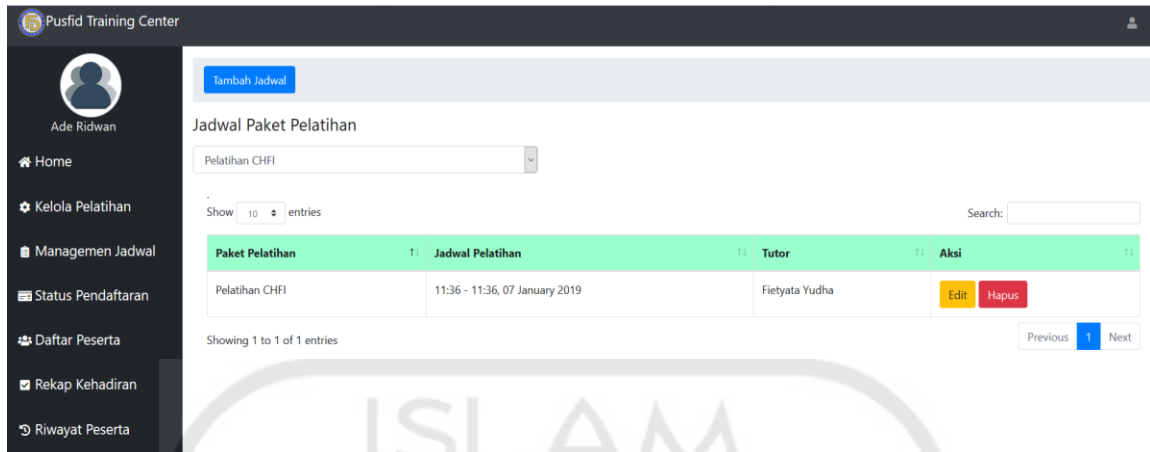 Pusfid Training Center
Ade Ridwan
Home
Kelola Pelatihan
Managemen Jadwal
Status Pendaftaran
Daftar Peserta
Rekap Kehadiran
Riwayat Peserta
Tambah Jadwal
Jadwal Paket Pelatihan
Pelatihan CHFI
.
Show 10 entries
Search:
Paket Pelatihan Jadwal Pelatihan Tutor Aksi
Pelatihan CHFI 11:36 - 11:36, 07 January 2019 Fietyata Yudha Edit Hapus
Showing 1 to 1 of 1 entries
Previous 1 Next
ISLAM